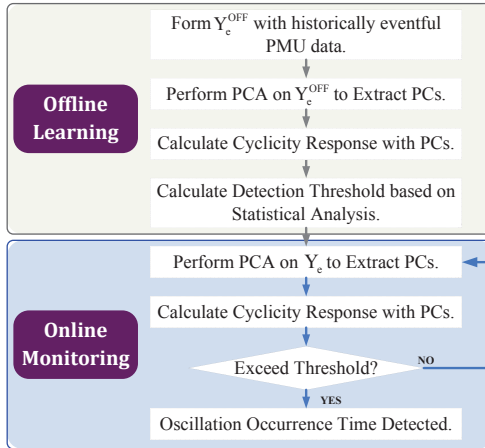 Form Y_e^OFF with historically eventful
PMU data.
Offline
Learning
Perform PCA on Y_e^OFF to Extract PCs.
Calculate Cyclicity Response with PCs.
Calculate Detection Threshold based on
Statistical Analysis.
Perform PCA on Y_e to Extract PCs.
Online
Monitoring
Calculate Cyclicity Response with PCs.
Exceed Threshold?
NO
YES
Oscillation Occurrence Time Detected.